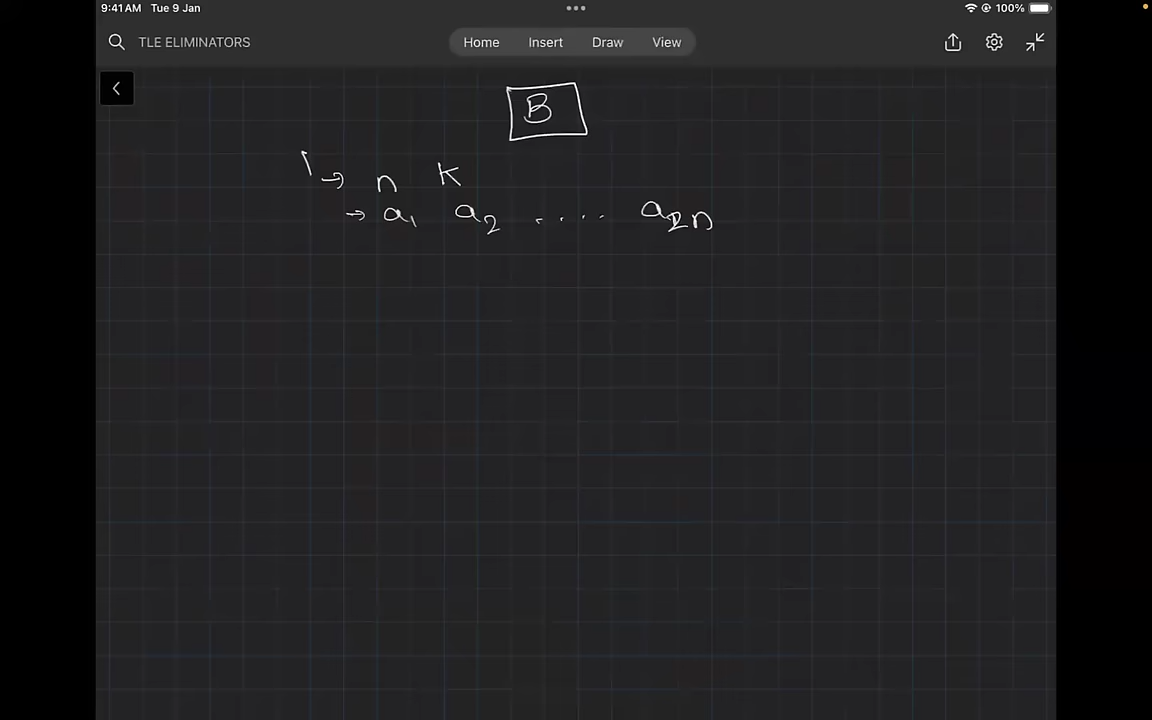 9:41 AM Tue 9 Jan 100%
TLE ELIMINATORS Home Insert Draw View
B
1 → n k
→ a₁ a₂ ..... a₂n